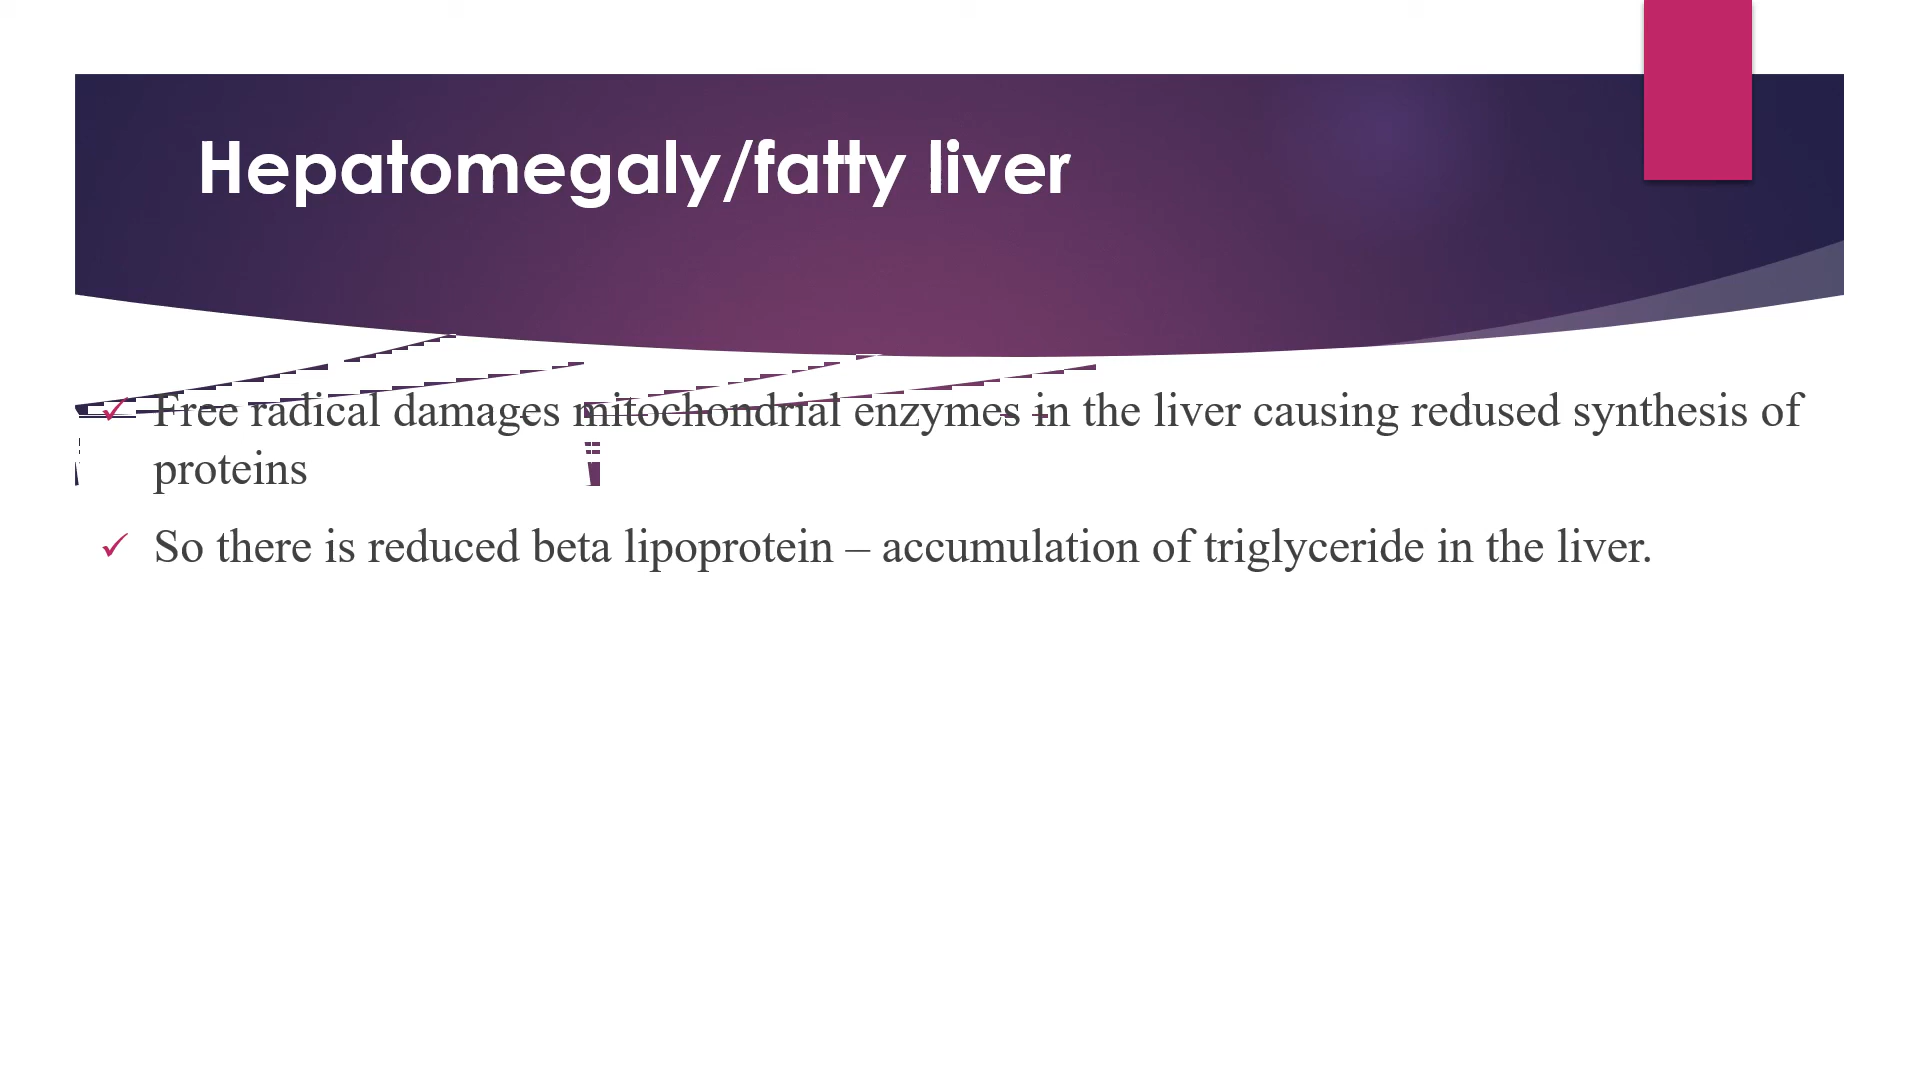 Hepatomegaly/fatty liver
✓ Free radical damages mitochondrial enzymes in the liver causing redused synthesis of
proteins
✓ So there is reduced beta lipoprotein – accumulation of triglyceride in the liver.